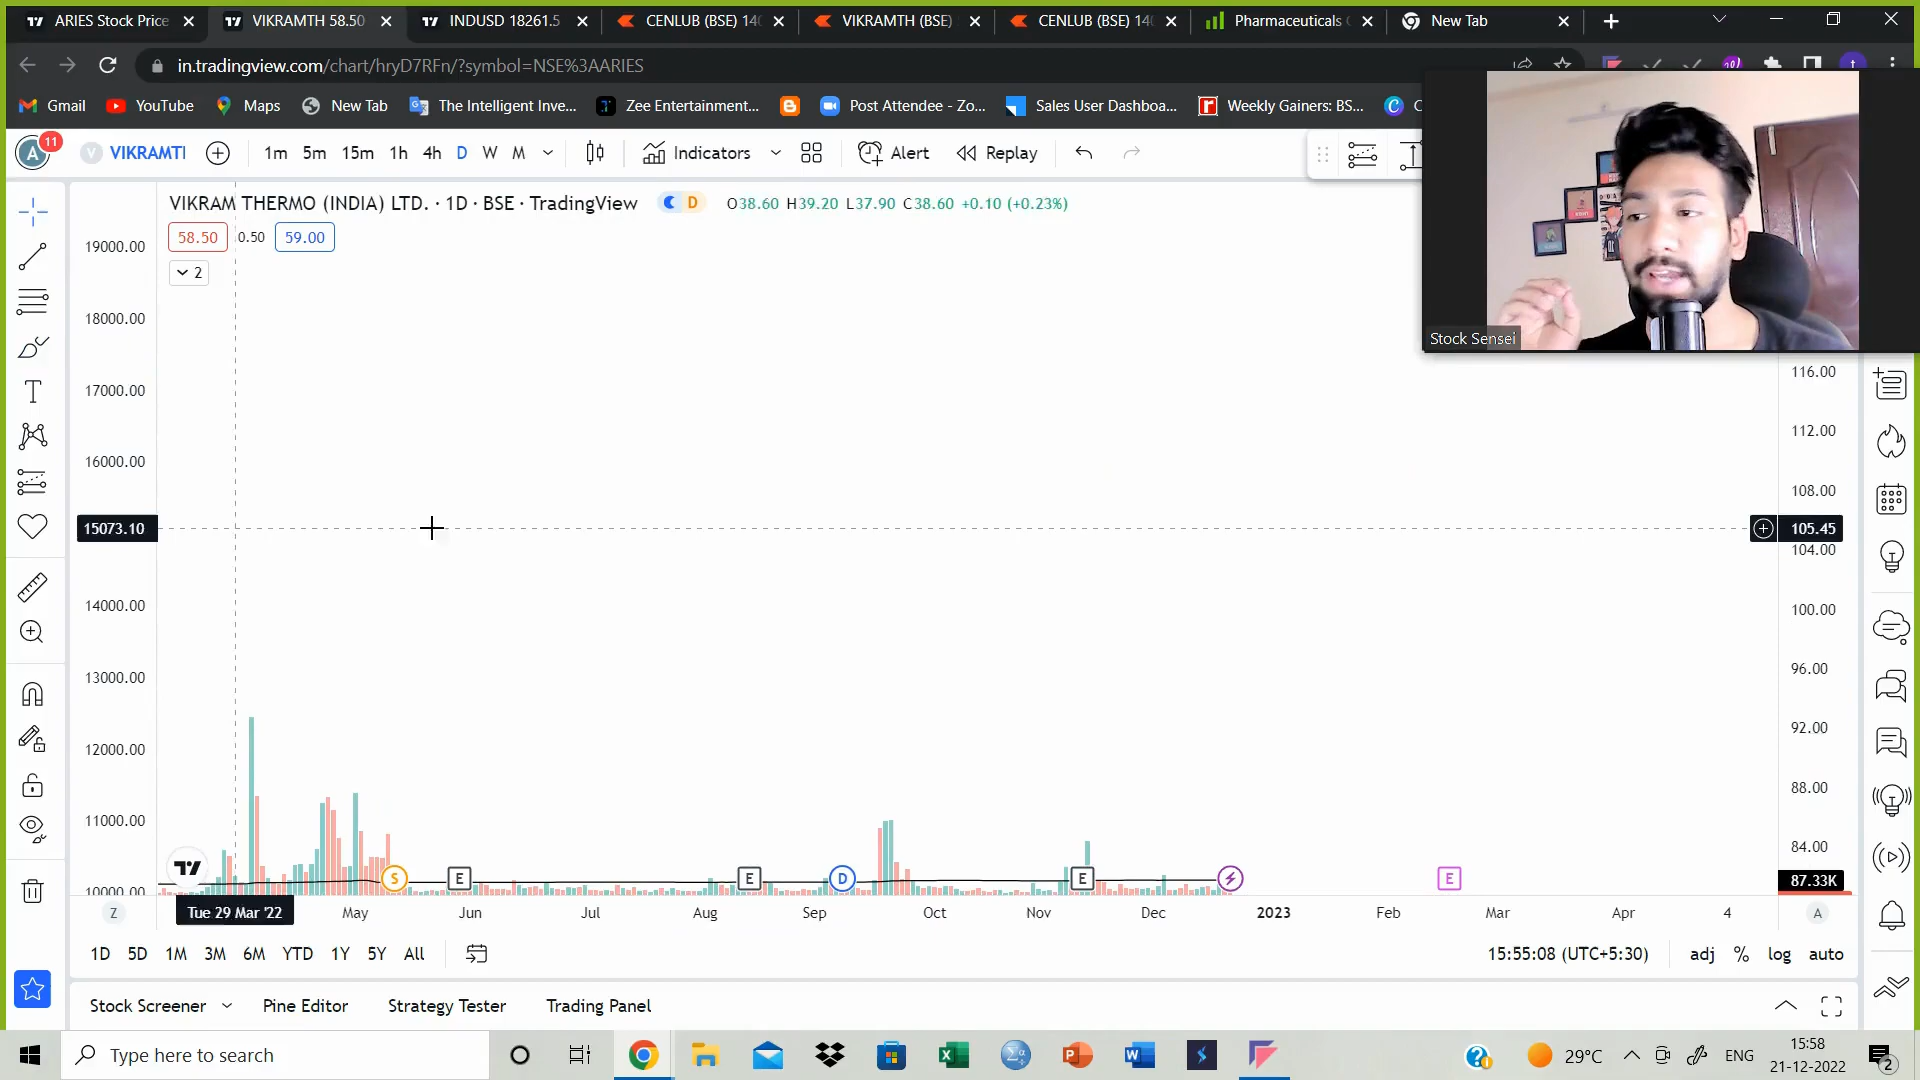 ARIES Stock Price
VIKRAMTH 58.50
INDUSD 18261.5
CENLUB (BSE) 140
VIKRAMTH (BSE)
CENLUB (BSE) 140
Pharmaceuticals
New Tab
in.tradingview.com/chart/hryD7RFn/?symbol=NSE%3AARIES
Gmail
YouTube
Maps
New Tab
The Intelligent Inve...
Zee Entertainment...
Post Attendee - Zo...
Sales User Dashboa...
Weekly Gainers: BS...
A
11
V
VIKRAMTI
1m 5m 15m 1h 4h D W M
Indicators
Alert
Replay
VIKRAM THERMO (INDIA) LTD. · 1D · BSE · TradingView
D
O38.60 H39.20 L37.90 C38.60 +0.10 (+0.23%)
58.50
0.50
59.00
2
Stock Sensei
19000.00
18000.00
17000.00
16000.00
15073.10
14000.00
13000.00
12000.00
11000.00
10000.00
116.00
112.00
108.00
105.45
104.00
100.00
96.00
92.00
88.00
84.00
87.33K
S
E
E
D
E
E
Z
Tue 29 Mar '22
May
Jun
Jul
Aug
Sep
Oct
Nov
Dec
2023
Feb
Mar
Apr
4
A
1D 5D 1M 3M 6M YTD 1Y 5Y All
15:55:08 (UTC+5:30)
adj % log auto
Stock Screener
Pine Editor
Strategy Tester
Trading Panel
Type here to search
29°C
ENG
15:58
21-12-2022
2